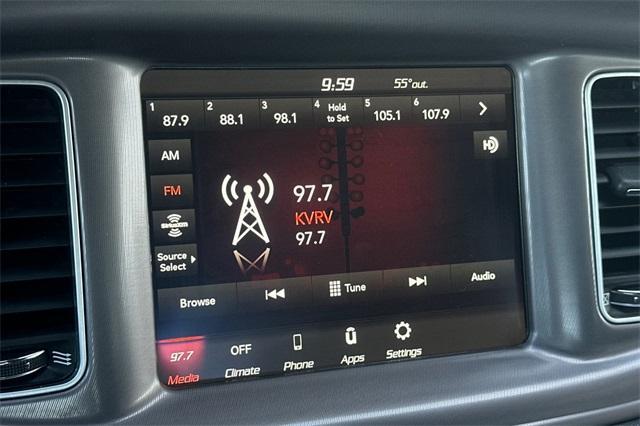 9:59 55°out.
1 87.9 2 88.1 3 98.1 4 Hold to Set 5 105.1 6 107.9
AM
FM
siriusxm
Source Select
97.7
KVRV
97.7
HD
Browse Tune Audio
97.7 OFF
Media Climate Phone Apps Settings